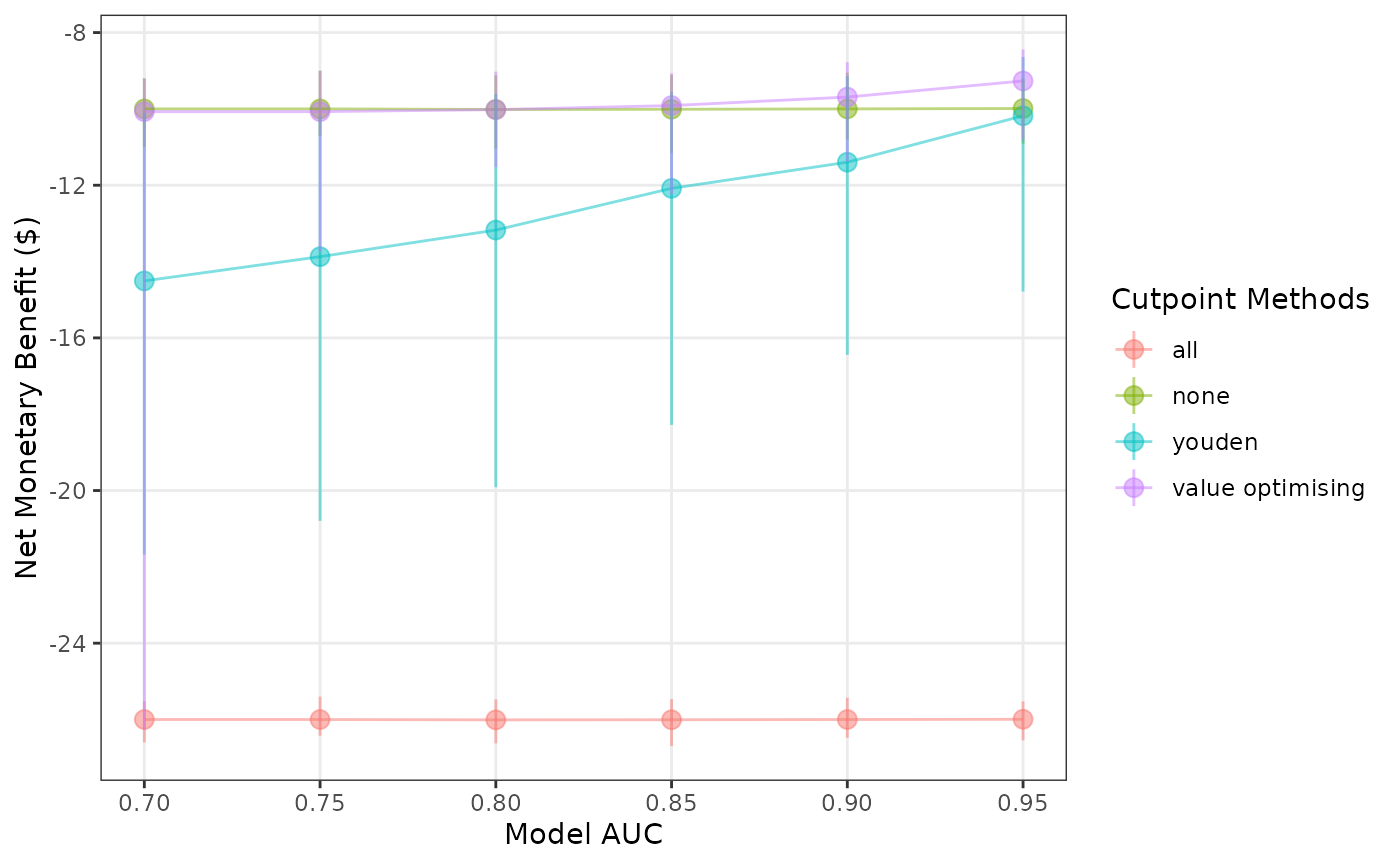 Net Monetary Benefit ($)
-8
-12
-16
-20
-24
0.70 0.75 0.80 0.85 0.90 0.95
Model AUC
Cutpoint Methods
all
none
youden
value optimising